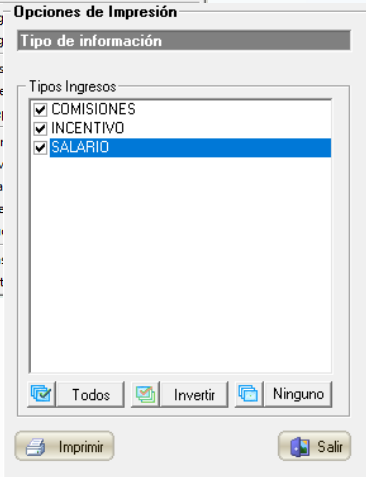 Opciones de Impresión
Tipo de información
Tipos Ingresos
COMISIONES
INCENTIVO
SALARIO
Todos Invertir Ninguno
Imprimir Salir